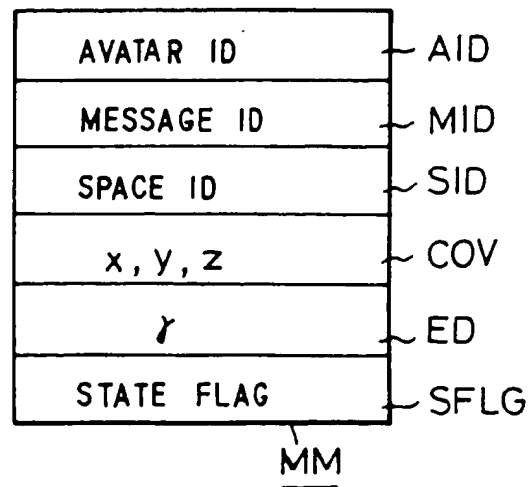 AVATAR ID AID
MESSAGE ID MID
SPACE ID SID
x, y, z COV
γ ED
STATE FLAG SFLG
MM